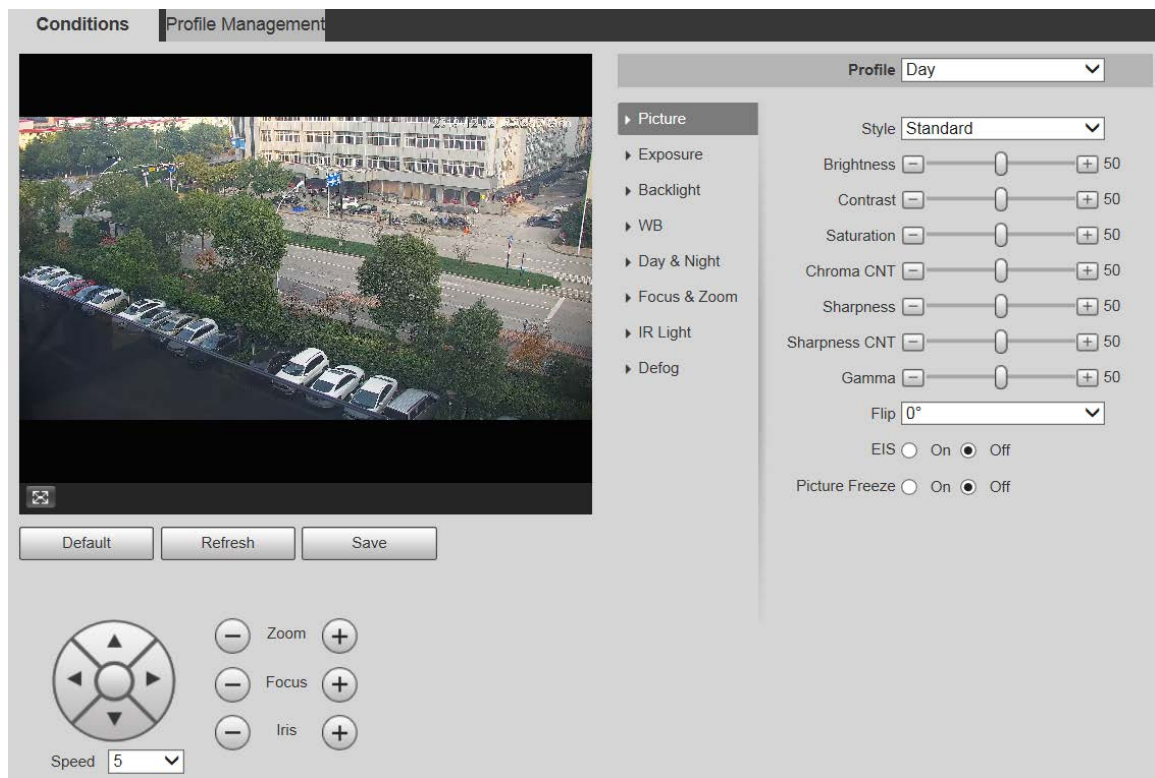 Conditions
Profile Management
Profile Day
Picture
Exposure
Backlight
WB
Day & Night
Focus & Zoom
IR Light
Defog
Style Standard
Brightness 50
Contrast 50
Saturation 50
Chroma CNT 50
Sharpness 50
Sharpness CNT 50
Gamma 50
Flip 0°
EIS On Off
Picture Freeze On Off
Default Refresh Save
Zoom
Focus
Iris
Speed 5